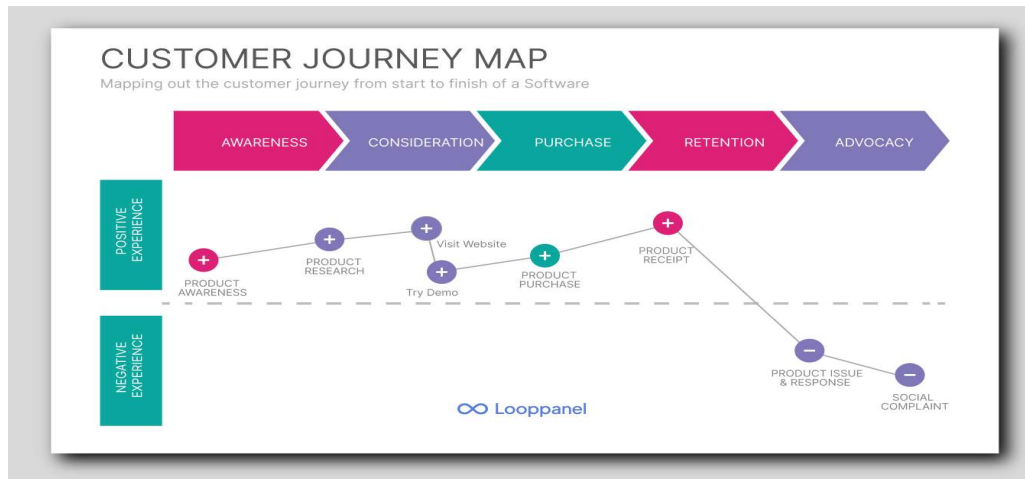 CUSTOMER JOURNEY MAP
Mapping out the customer journey from start to finish of a Software
AWARENESS
CONSIDERATION
PURCHASE
RETENTION
ADVOCACY
POSITIVE
EXPERIENCE
PRODUCT
AWARENESS
PRODUCT
RESEARCH
Visit Website
Try Demo
PRODUCT
PURCHASE
PRODUCT
RECEIPT
NEGATIVE
EXPERIENCE
PRODUCT ISSUE
& RESPONSE
SOCIAL
COMPLAINT
Looppanel